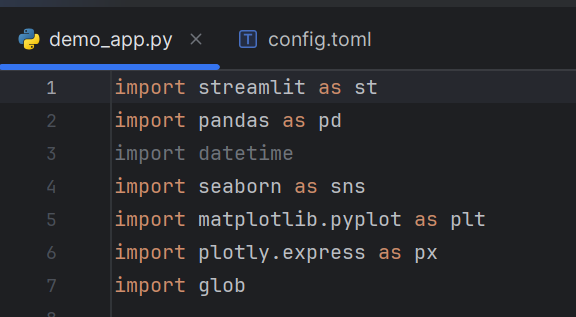 demo_app.py × config.toml
1 import streamlit as st
2 import pandas as pd
3 import datetime
4 import seaborn as sns
5 import matplotlib.pyplot as plt
6 import plotly.express as px
7 import glob
8